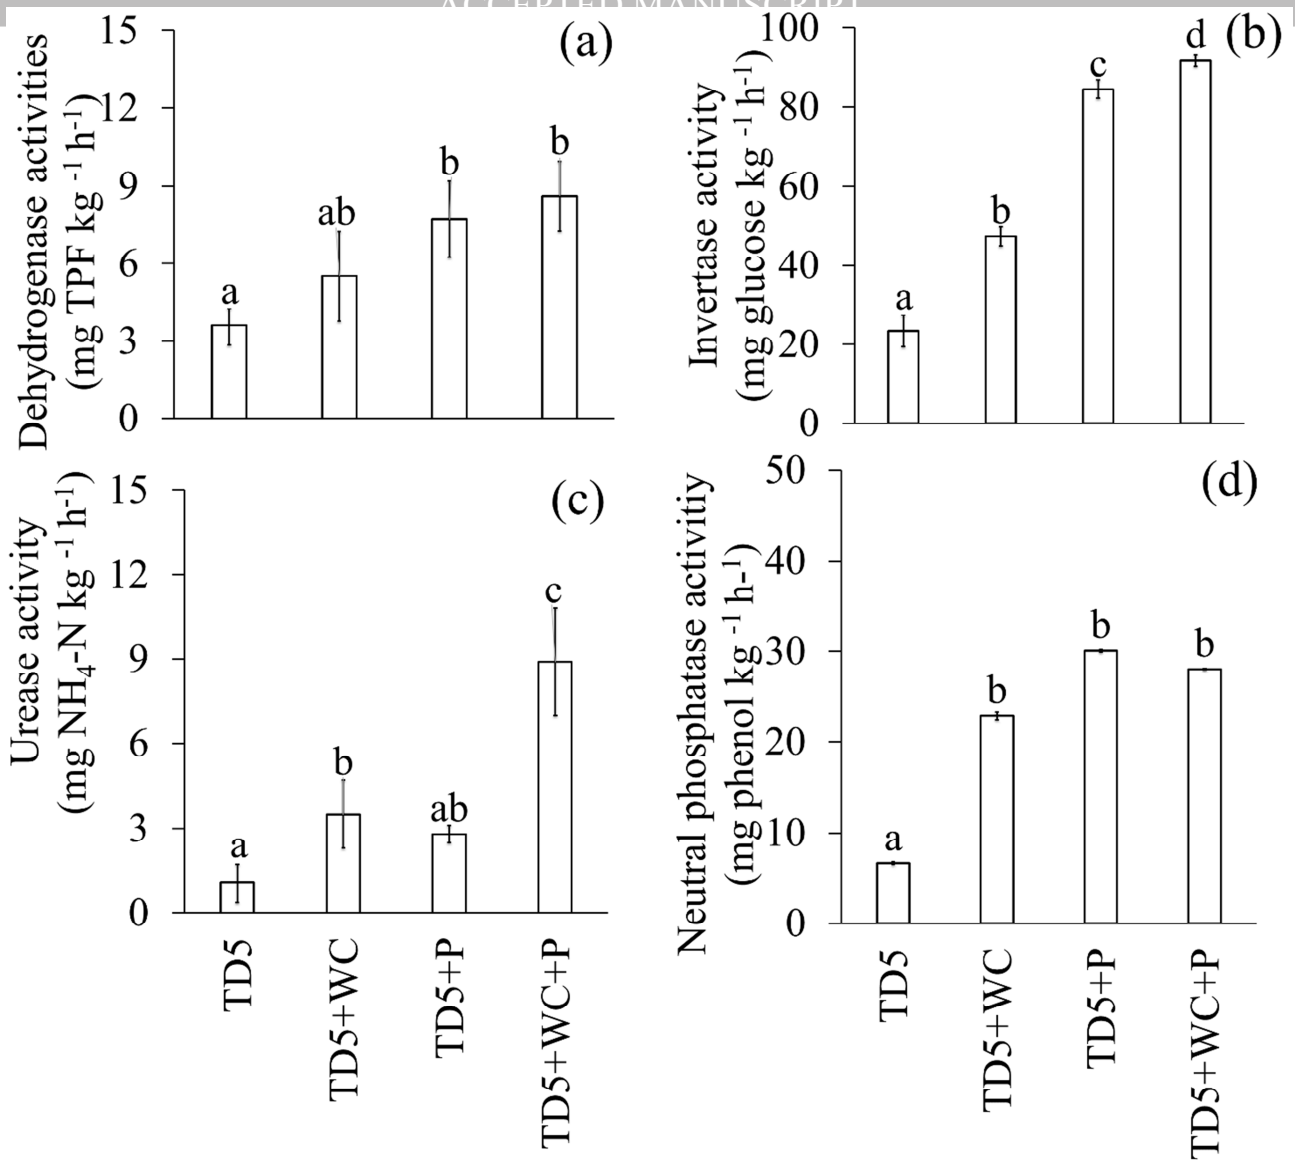 ACCEPTED MANUSCRIPT
(a)
Dehydrogenase activities
(mg TPF kg -1 h-1)
15
12
9
6
3
0
a
ab
b
b
(b)
Invertase activity
(mg glucose kg -1 h-1)
100
80
60
40
20
0
a
b
c
d
(c)
Urease activity
(mg NH4-N kg -1 h-1)
15
12
9
6
3
0
a
b
ab
c
TD5
TD5+WC
TD5+P
TD5+WC+P
(d)
Neutral phosphatase activitiy
(mg phenol kg -1 h-1)
50
40
30
20
10
0
a
b
b
b
TD5
TD5+WC
TD5+P
TD5+WC+P